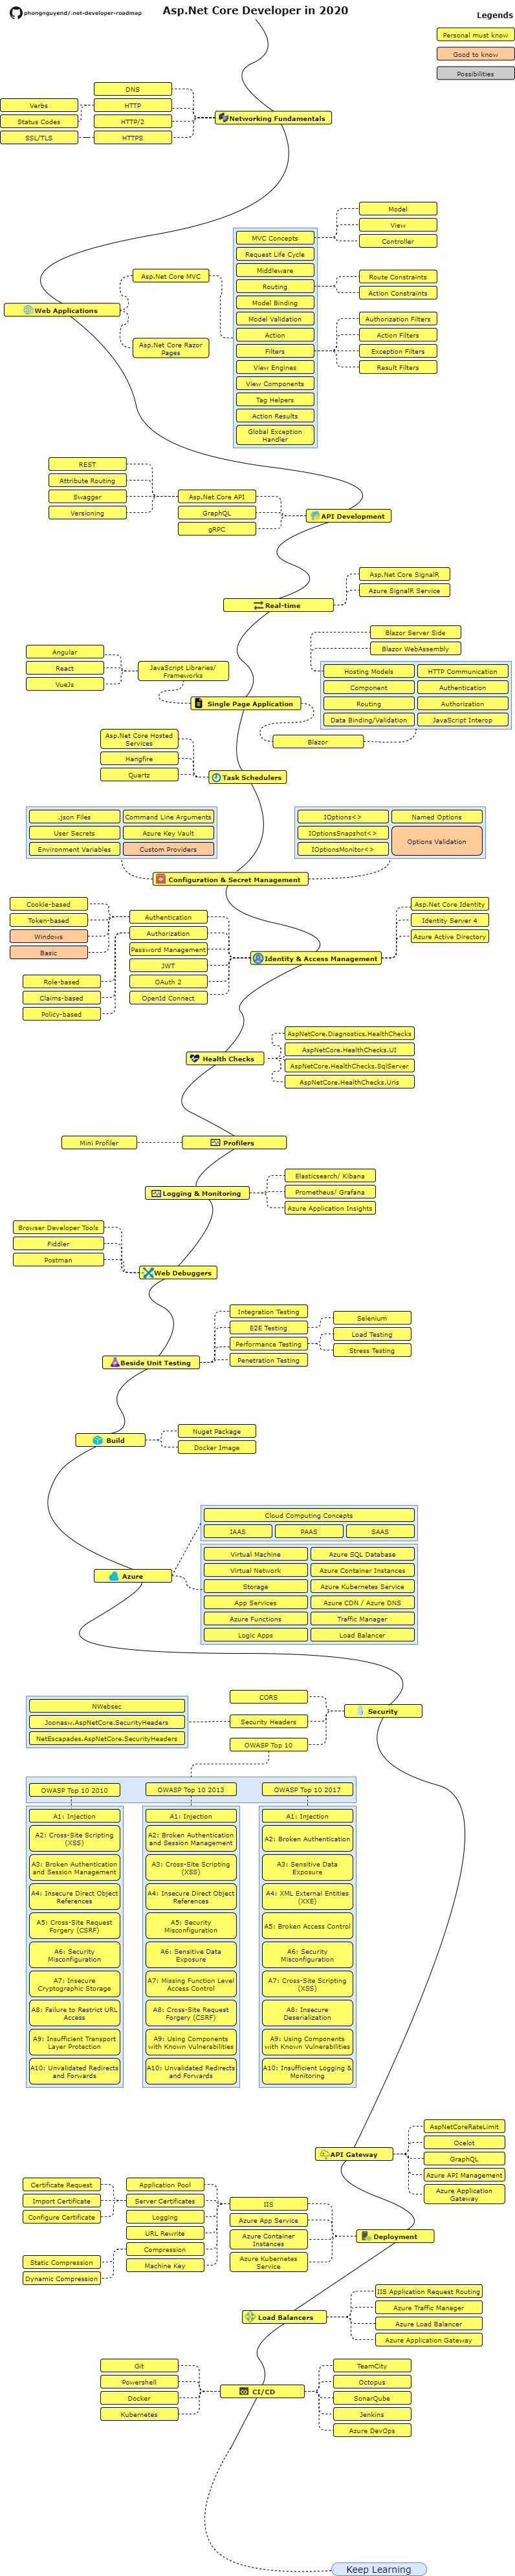 phongnguyend/.net-developer-roadmap
Asp.Net Core Developer in 2020
Legends
Personal must know
Good to know
Possibilities
DNS
Verbs
HTTP
Networking Fundamentals
Status Codes
HTTP/2
SSL/TLS
HTTPS
Model
View
Controller
MVC Concepts
Request Life Cycle
Middleware
Routing
Model Binding
Model Validation
Action
Filters
View Engines
View Components
Tag Helpers
Action Results
Global Exception
Handler
Route Constraints
Action Constraints
Authorization Filters
Action Filters
Exception Filters
Result Filters
Asp.Net Core MVC
Web Applications
Asp.Net Core Razor
Pages
REST
Attribute Routing
Swagger
Versioning
Asp.Net Core API
GraphQL
gRPC
API Development
Asp.Net Core SignalR
Azure SignalR Service
Real-time
Blazor Server Side
Blazor WebAssembly
Angular
React
VueJs
JavaScript Libraries/
Frameworks
Hosting Models
HTTP Communication
Component
Authentication
Routing
Authorization
Data Binding/Validation
JavaScript Interop
Single Page Application
Blazor
Asp.Net Core Hosted
Services
Hangfire
Quartz
Task Schedulers
.json Files
Command Line Arguments
User Secrets
Azure Key Vault
Environment Variables
Custom Providers
IOptions<>
Named Options
IOptionsSnapshot<>
Options Validation
IOptionsMonitor<>
Configuration & Secret Management
Cookie-based
Token-based
Windows
Basic
Role-based
Claims-based
Policy-based
Authentication
Authorization
Password Management
JWT
OAuth 2
OpenId Connect
Identity & Access Management
Asp.Net Core Identity
Identity Server 4
Azure Active Directory
AspNetCore.Diagnostics.HealthChecks
AspNetCore.HealthChecks.UI
AspNetCore.HealthChecks.SqlServer
AspNetCore.HealthChecks.Uris
Health Checks
Mini Profiler
Profilers
Elasticsearch/ Kibana
Prometheus/ Grafana
Azure Application Insights
Logging & Monitoring
Browser Developer Tools
Fiddler
Postman
Web Debuggers
Integration Testing
E2E Testing
Performance Testing
Penetration Testing
Selenium
Load Testing
Stress Testing
Beside Unit Testing
Nuget Package
Docker Image
Build
Cloud Computing Concepts
IAAS
PAAS
SAAS
Virtual Machine
Azure SQL Database
Virtual Network
Azure Container Instances
Storage
Azure Kubernetes Service
App Services
Azure CDN / Azure DNS
Azure Functions
Traffic Manager
Logic Apps
Load Balancer
Azure
CORS
Security Headers
OWASP Top 10
Security
NWebsec
Joonasw.AspNetCore.SecurityHeaders
NetEscapades.AspNetCore.SecurityHeaders
OWASP Top 10 2010
OWASP Top 10 2013
OWASP Top 10 2017
A1: Injection
A2: Cross-Site Scripting
(XSS)
A3: Broken Authentication
and Session Management
A4: Insecure Direct Object
References
A5: Cross-Site Request
Forgery (CSRF)
A6: Security
Misconfiguration
A7: Insecure
Cryptographic Storage
A8: Failure to Restrict URL
Access
A9: Insufficient Transport
Layer Protection
A10: Unvalidated Redirects
and Forwards
A1: Injection
A2: Broken Authentication
and Session Management
A3: Cross-Site Scripting
(XSS)
A4: Insecure Direct Object
References
A5: Security
Misconfiguration
A6: Sensitive Data
Exposure
A7: Missing Function Level
Access Control
A8: Cross-Site Request
Forgery (CSRF)
A9: Using Components
with Known Vulnerabilities
A10: Unvalidated Redirects
and Forwards
A1: Injection
A2: Broken Authentication
A3: Sensitive Data
Exposure
A4: XML External Entities
(XXE)
A5: Broken Access Control
A6: Security
Misconfiguration
A7: Cross-Site Scripting
(XSS)
A8: Insecure
Deserialization
A9: Using Components
with Known Vulnerabilities
A10: Insufficient Logging &
Monitoring
AspNetCoreRateLimit
Ocelot
GraphQL
Azure API Management
Azure Application
Gateway
API Gateway
Certificate Request
Import Certificate
Configure Certificate
Static Compression
Dynamic Compression
Application Pool
Server Certificates
Logging
URL Rewrite
Compression
Machine Key
IIS
Azure App Service
Azure Container
Instances
Azure Kubernetes
Service
Deployment
IIS Application Request Routing
Azure Traffic Manager
Azure Load Balancer
Azure Application Gateway
Load Balancers
Git
Powershell
Docker
Kubernetes
CI/CD
TeamCity
Octopus
SonarQube
Jenkins
Azure DevOps
Keep Learning